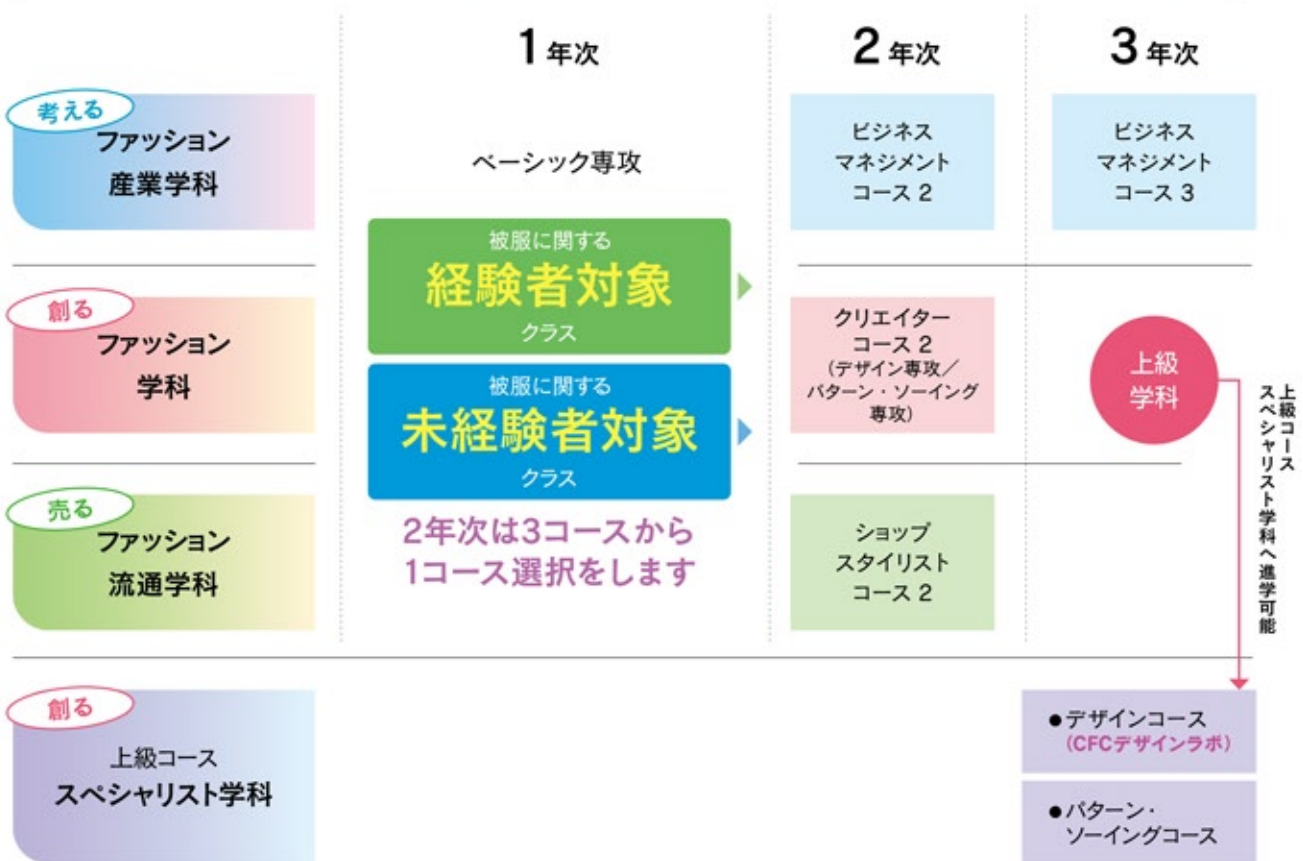 1年次
2年次
3年次
考える
ファッション
産業学科
ベーシック専攻
ビジネス
マネジメント
コース 2
ビジネス
マネジメント
コース 3
被服に関する
経験者対象
クラス
創る
ファッション
学科
クリエイター
コース 2
(デザイン専攻／
パターン・ソーイング
専攻)
上級
学科
被服に関する
未経験者対象
クラス
2年次は3コースから
1コース選択をします
売る
ファッション
流通学科
ショップ
スタイリスト
コース 2
上級コース
スペシャリスト学科へ進学可能
創る
上級コース
スペシャリスト学科
●デザインコース
(CFCデザインラボ)
●パターン・
ソーイングコース